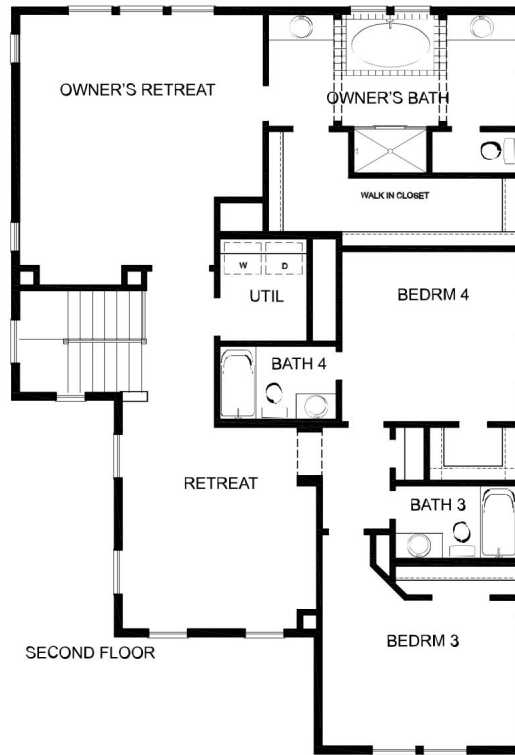 OWNER'S RETREAT
OWNER'S BATH
WALK IN CLOSET
W D
UTIL
BEDRM 4
BATH 4
RETREAT
BATH 3
SECOND FLOOR
BEDRM 3